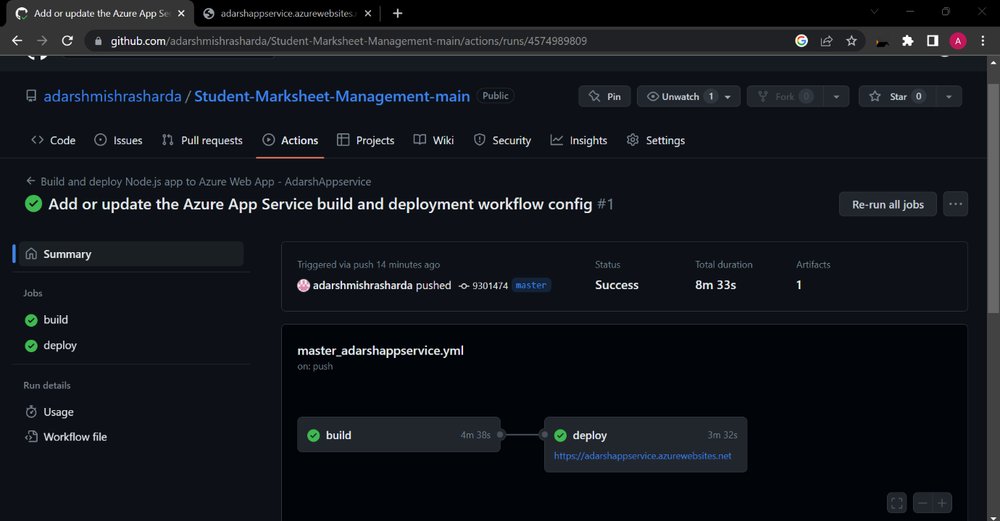 Add or update the Azure App Se
adarshappservice.azurewebsites.
github.com/adarshmishrasharda/Student-Marksheet-Management-main/actions/runs/4574989809
A
adarshmishrasharda / Student-Marksheet-Management-main Public
Pin
Unwatch 1
Fork 0
Star 0
Code Issues Pull requests Actions Projects Wiki Security Insights Settings
Build and deploy Node.js app to Azure Web App - AdarshAppservice
Add or update the Azure App Service build and deployment workflow config #1
Re-run all jobs
Summary
Jobs
build
deploy
Run details
Usage
Workflow file
Triggered via push 14 minutes ago
adarshmishrasharda pushed 9301474 master
Status
Success
Total duration
8m 33s
Artifacts
1
master_adarshappservice.yml
on: push
build 4m 38s
deploy 3m 32s
https://adarshappservice.azurewebsites.net